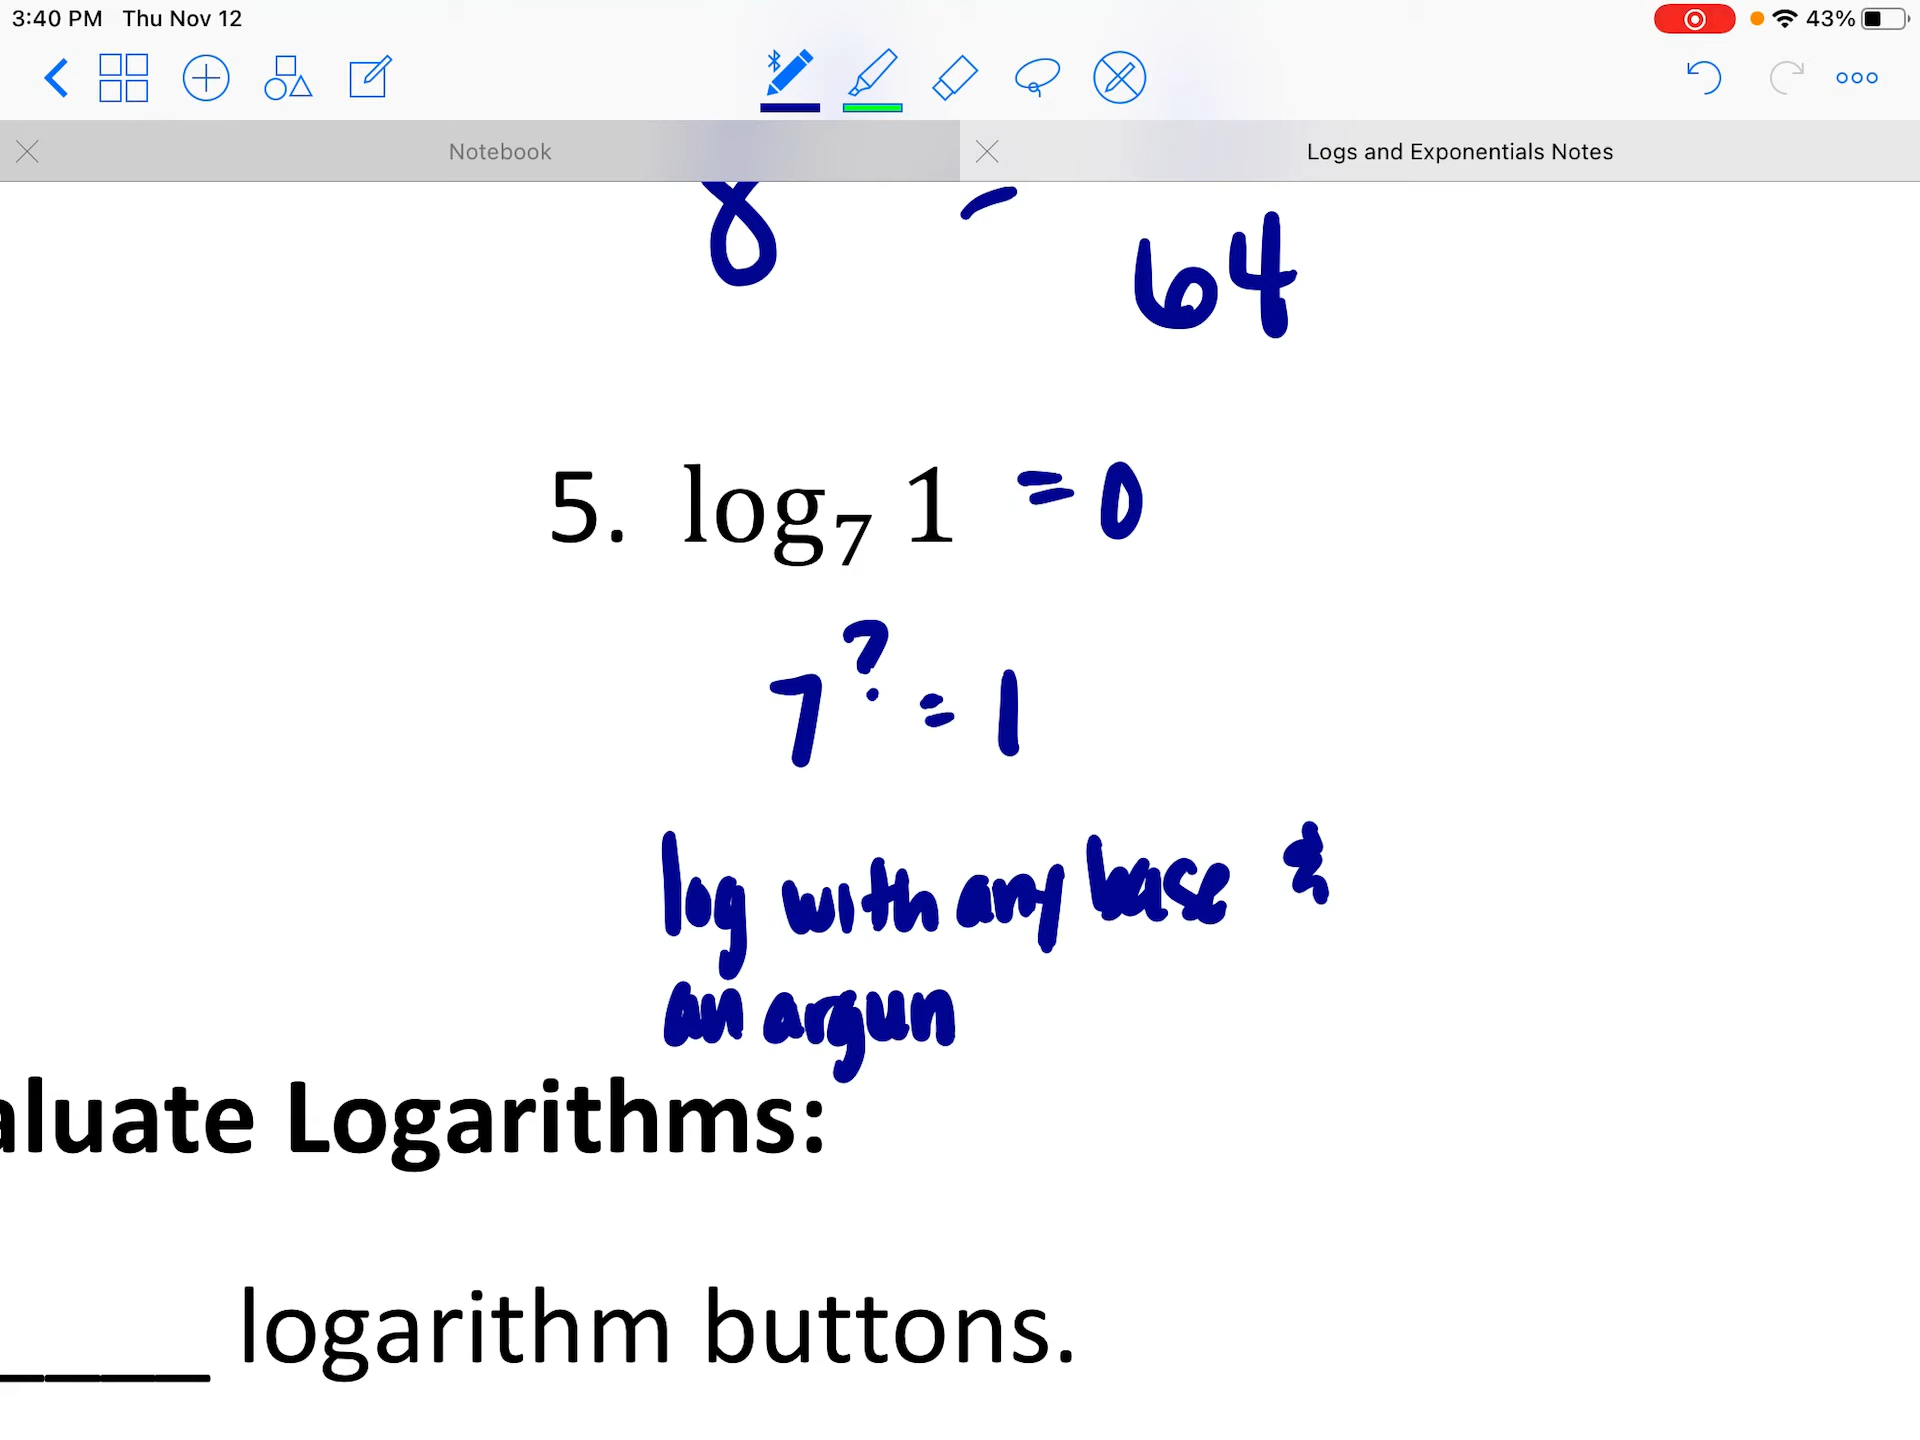 3:40 PM Thu Nov 12 43%
Notebook Logs and Exponentials Notes
8 64
5. log₇ 1 = 0
7^? = 1
log with any base &
an argun
aluate Logarithms:
_____ logarithm buttons.